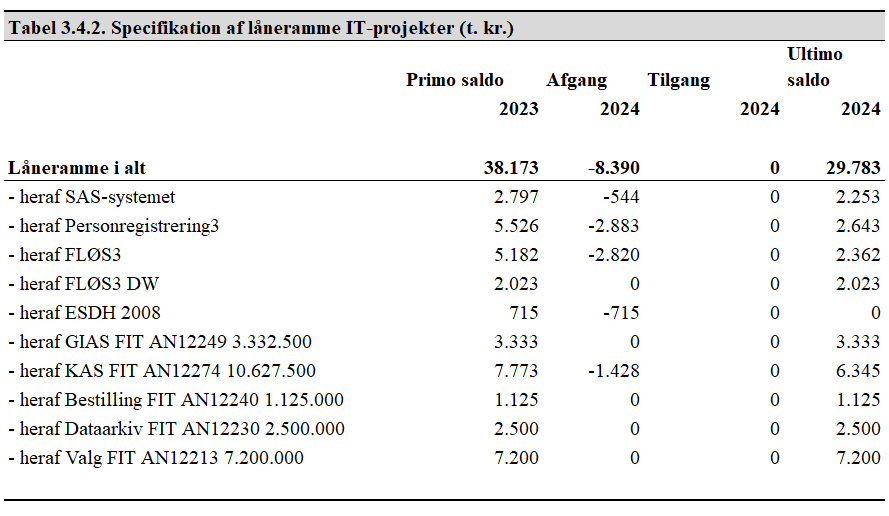 Tabel 3.4.2. Specifikation af låneramme IT-projekter (t. kr.)
Primo saldo Afgang Tilgang Ultimo saldo
2023 2024 2024 2024
Låneramme i alt 38.173 -8.390 0 29.783
- heraf SAS-systemet 2.797 -544 0 2.253
- heraf Personregistrering3 5.526 -2.883 0 2.643
- heraf FLØS3 5.182 -2.820 0 2.362
- heraf FLØS3 DW 2.023 0 0 2.023
- heraf ESDH 2008 715 -715 0 0
- heraf GIAS FIT AN12249 3.332.500 3.333 0 0 3.333
- heraf KAS FIT AN12274 10.627.500 7.773 -1.428 0 6.345
- heraf Bestilling FIT AN12240 1.125.000 1.125 0 0 1.125
- heraf Dataarkiv FIT AN12230 2.500.000 2.500 0 0 2.500
- heraf Valg FIT AN12213 7.200.000 7.200 0 0 7.200